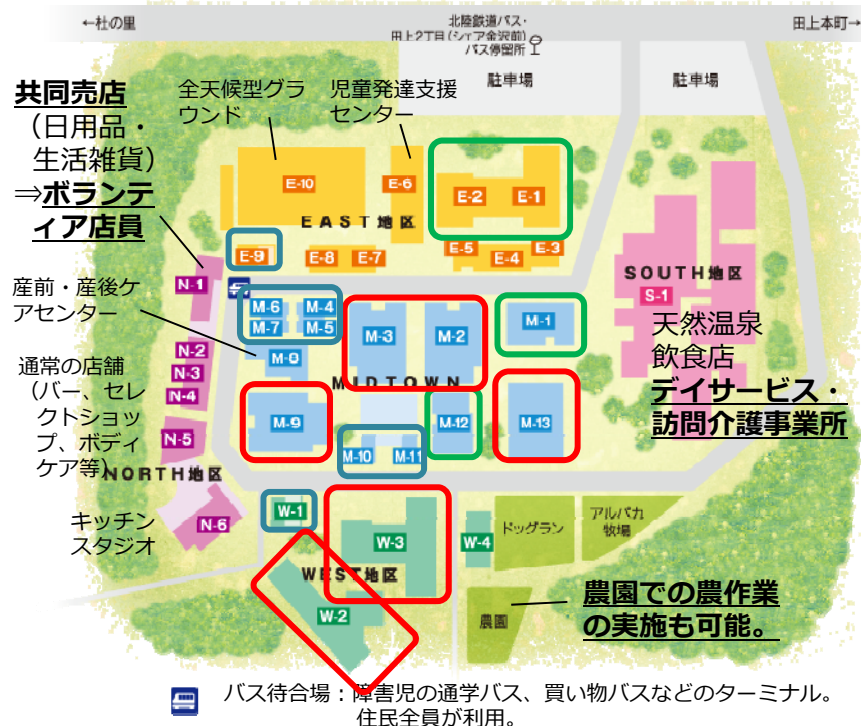 ←杜の里
北陸鉄道バス・
田上2丁目(シェア金沢前)
バス停留所
田上本町→
駐車場
駐車場
共同売店
（日用品・
生活雑貨）
⇒ボランテ
ィア店員
全天候型グラ
ウンド
児童発達支援
センター
E-10
E-6
E-2
E-1
EAST地区
E-9
E-8
E-7
E-5
E-4
E-3
N-1
SOUTH地区
S-1
天然温泉
飲食店
デイサービス・
訪問介護事業所
産前・産後ケ
アセンター
M-6
M-4
M-7
M-5
M-3
M-2
M-1
M-8
MIDTOWN
N-2
N-3
N-4
N-5
通常の店舗
（バー、セレ
クトショッ
プ、ボディ
ケア等）
NORTH地区
M-9
M-12
M-13
M-10
M-11
キッチン
スタジオ
N-6
W-1
W-3
W-4
ドッグラン
アルパカ
牧場
WEST地区
W-2
農園
農園での農作業
の実施も可能。
バス待合場：障害児の通学バス、買い物バスなどのターミナル。
住民全員が利用。